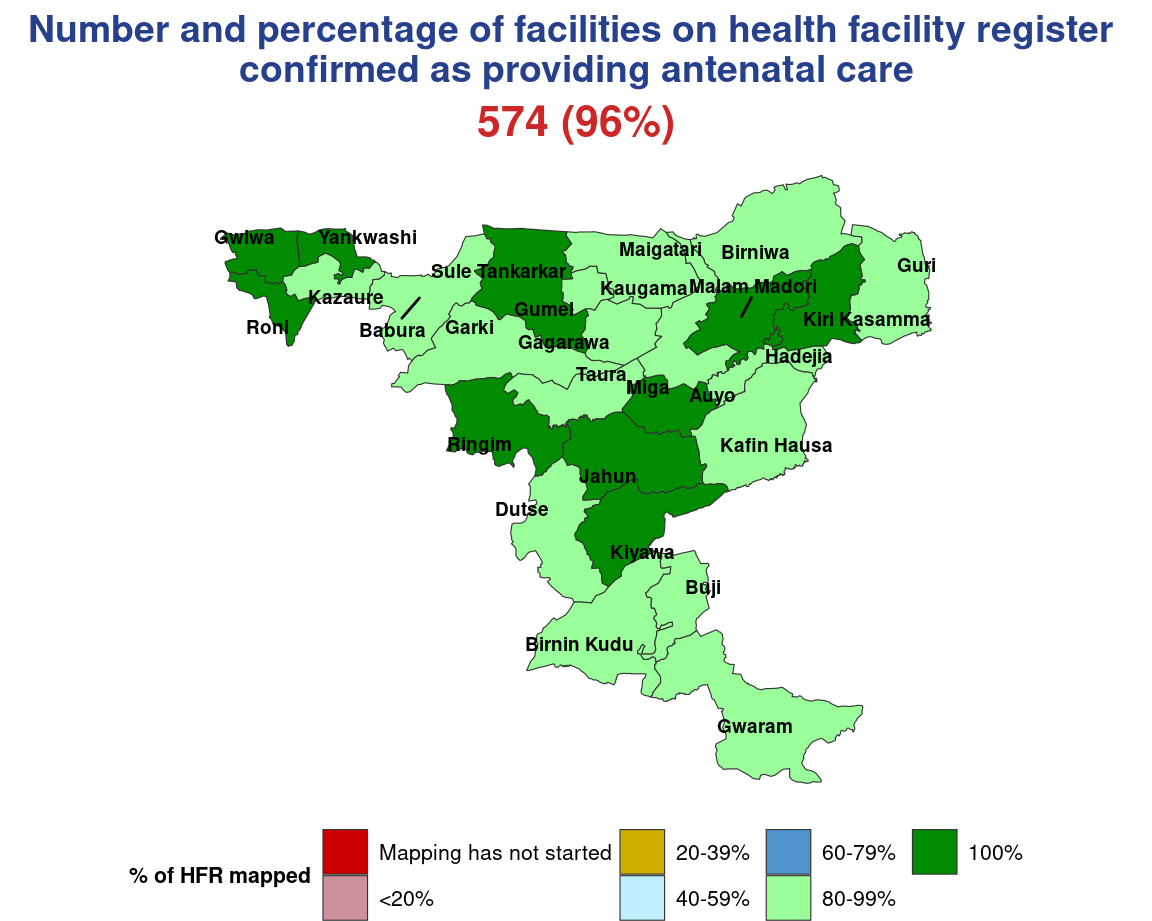 Number and percentage of facilities on health facility register
confirmed as providing antenatal care
574 (96%)
Gwiwa
Yankwashi
Maigatari
Birniwa
Guri
Sule Tankarkar
Kazaure
Kaugama
Malam Madori
Gumel
Kiri Kasamma
Roni
Babura
Garki
Gagarawa
Hadejia
Taura
Miga
Auyo
Ringim
Kafin Hausa
Jahun
Dutse
Kiyawa
Buji
Birnin Kudu
Gwaram
% of HFR mapped
Mapping has not started
<20%
20-39%
40-59%
60-79%
80-99%
100%